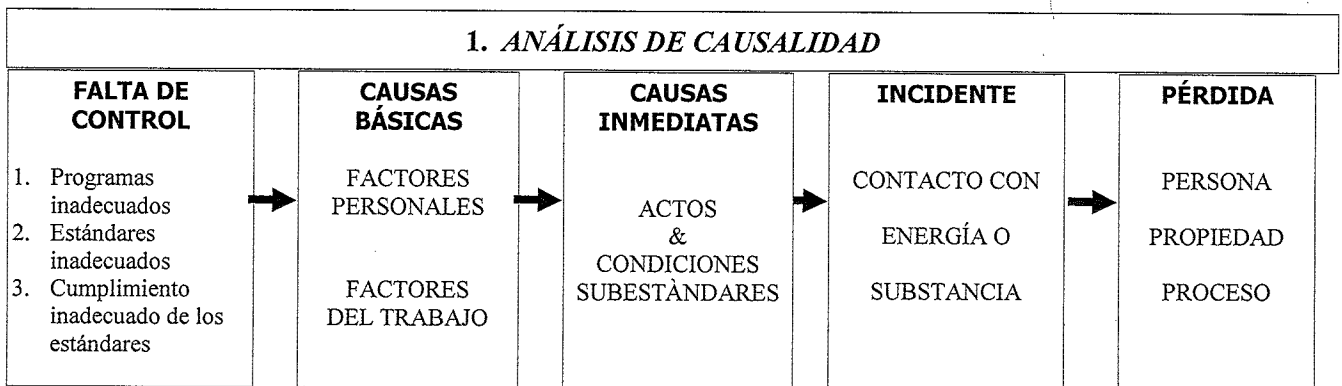 1. ANÁLISIS DE CAUSALIDAD
FALTA DE
CONTROL
1. Programas
inadecuados
2. Estándares
inadecuados
3. Cumplimiento
inadecuado de los
estándares
CAUSAS
BÁSICAS
FACTORES
PERSONALES
FACTORES
DEL TRABAJO
CAUSAS
INMEDIATAS
ACTOS
&
CONDICIONES
SUBESTÀNDARES
INCIDENTE
CONTACTO CON
ENERGÍA O
SUBSTANCIA
PÉRDIDA
PERSONA
PROPIEDAD
PROCESO